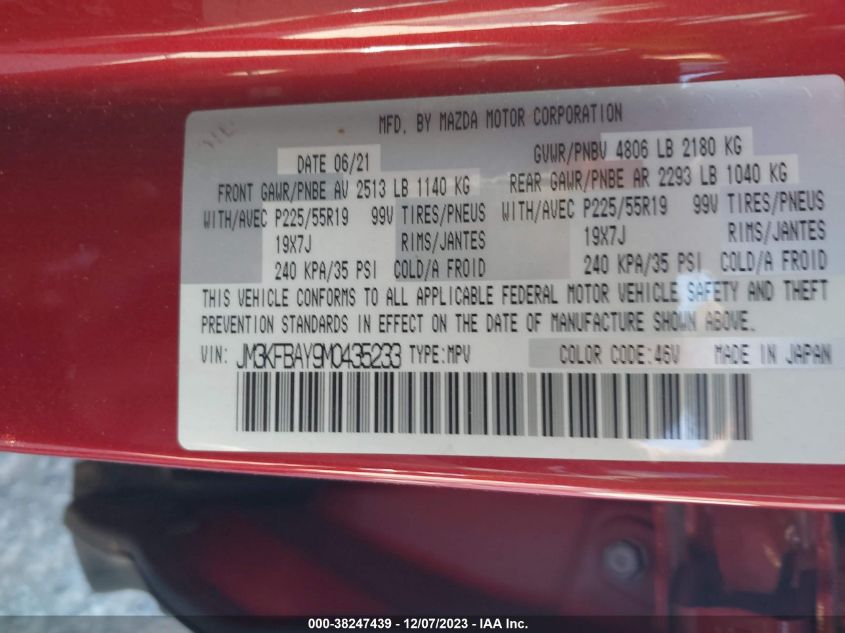 MFD. BY MAZDA MOTOR CORPORATION
DATE 06/21 GVWR/PNBV 4806 LB 2180 KG
FRONT GAWR/PNBE AV 2513 LB 1140 KG REAR GAWR/PNBE AR 2293 LB 1040 KG
WITH/AVEC P225/55R19 99V TIRES/PNEUS WITH/AVEC P225/55R19 99V TIRES/PNEUS
19X7J RIMS/JANTES 19X7J RIMS/JANTES
240 KPA/35 PSI COLD/A FROID 240 KPA/35 PSI COLD/A FROID
THIS VEHICLE CONFORMS TO ALL APPLICABLE FEDERAL MOTOR VEHICLE SAFETY AND THEFT
PREVENTION STANDARDS IN EFFECT ON THE DATE OF MANUFACTURE SHOWN ABOVE.
VIN: JM3KFBAY9M0435233 TYPE:MPV COLOR CODE:46V MADE IN JAPAN
000-38247439 - 12/07/2023 - IAA Inc.